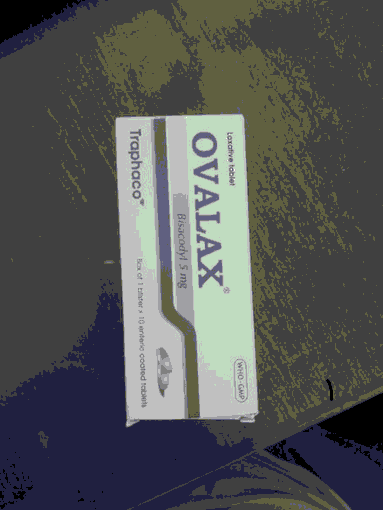 Laxative tablet
OVALAX®
Bisacodyl 5 mg
Traphaco
Box of 1 blister x 10 enteric coated tablets
WHO-GMP